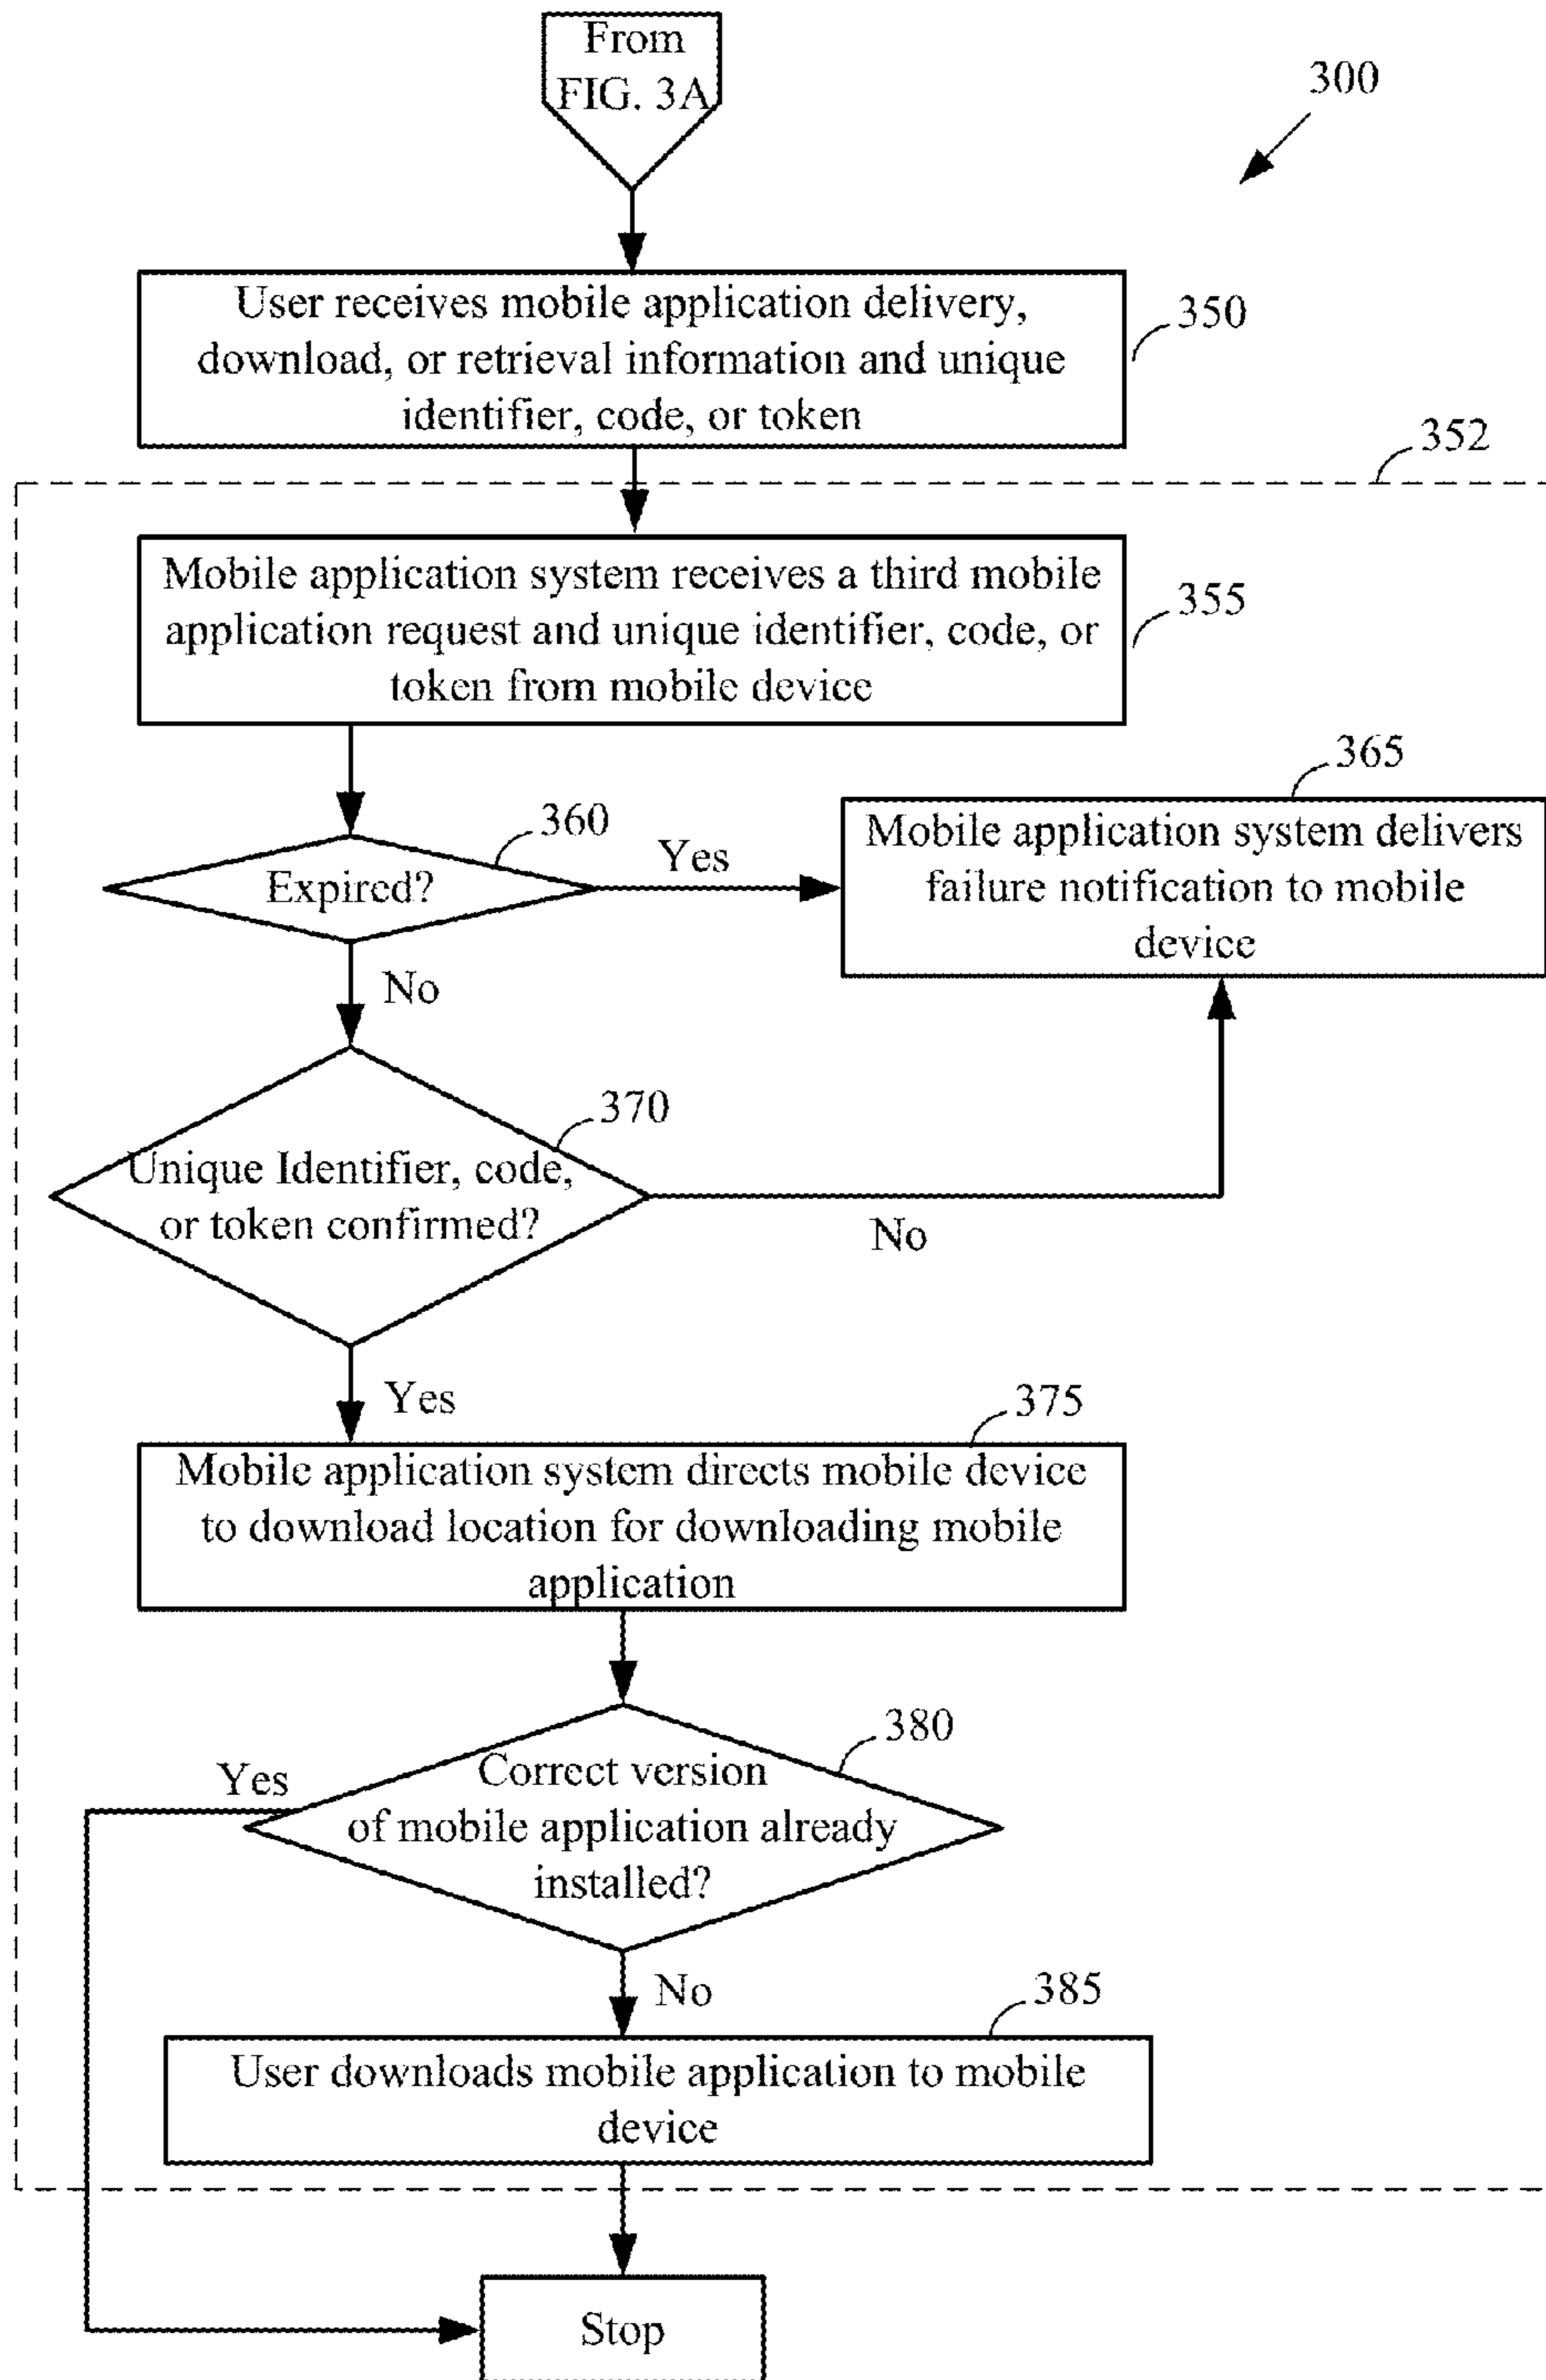 From
FIG. 3A
300
User receives mobile application delivery,
download, or retrieval information and unique
identifier, code, or token
350
352
Mobile application system receives a third mobile
application request and unique identifier, code, or
token from mobile device
355
360
Expired?
Yes
365
Mobile application system delivers
failure notification to mobile
device
No
370
Unique Identifier, code,
or token confirmed?
No
Yes
375
Mobile application system directs mobile device
to download location for downloading mobile
application
380
Yes
Correct version
of mobile application already
installed?
No
385
User downloads mobile application to mobile
device
Stop